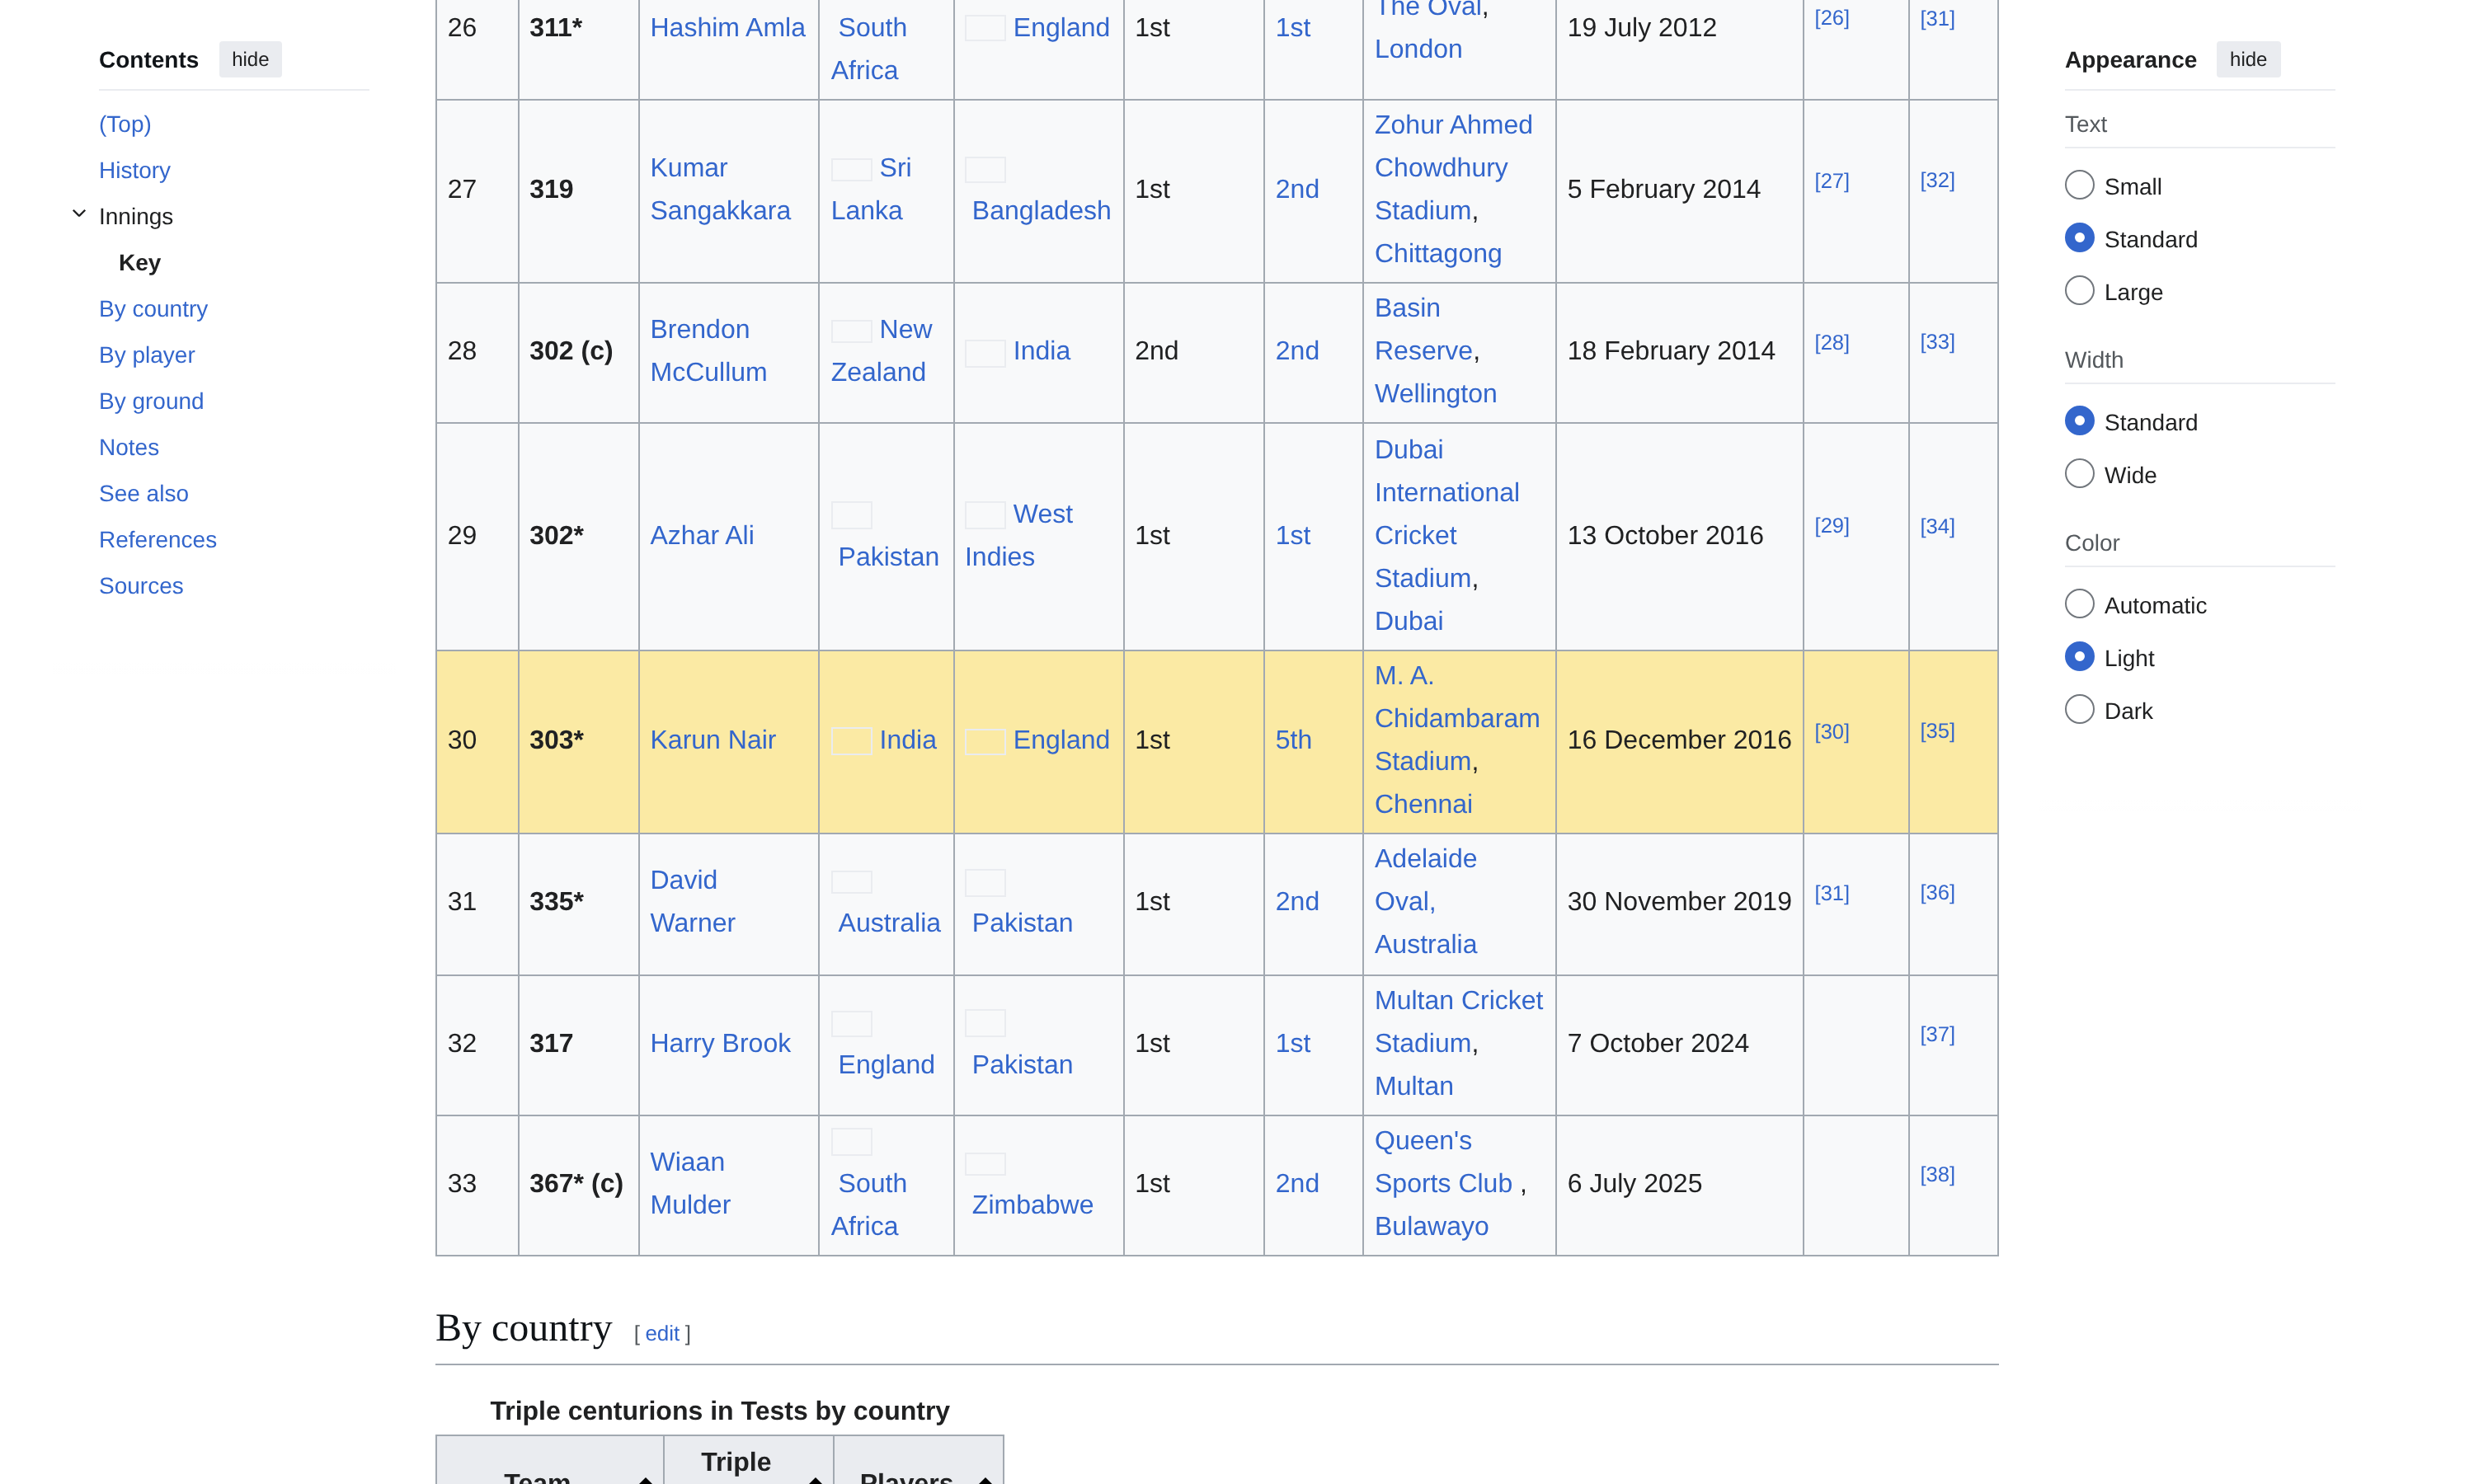 Contents hide
(Top)
History
Innings
Key
By country
By player
By ground
Notes
See also
References
Sources
26 311* Hashim Amla South Africa England 1st 1st The Oval, London 19 July 2012 [26] [31]
27 319 Kumar Sangakkara Sri Lanka Bangladesh 1st 2nd Zohur Ahmed Chowdhury Stadium, Chittagong 5 February 2014 [27] [32]
28 302 (c) Brendon McCullum New Zealand India 2nd 2nd Basin Reserve, Wellington 18 February 2014 [28] [33]
29 302* Azhar Ali Pakistan West Indies 1st 1st Dubai International Cricket Stadium, Dubai 13 October 2016 [29] [34]
30 303* Karun Nair India England 1st 5th M. A. Chidambaram Stadium, Chennai 16 December 2016 [30] [35]
31 335* David Warner Australia Pakistan 1st 2nd Adelaide Oval, Australia 30 November 2019 [31] [36]
32 317 Harry Brook England Pakistan 1st 1st Multan Cricket Stadium, Multan 7 October 2024 [37]
33 367* (c) Wiaan Mulder South Africa Zimbabwe 1st 2nd Queen's Sports Club , Bulawayo 6 July 2025 [38]
By country [ edit ]
Triple centurions in Tests by country
Team Triple Players
Appearance hide
Text
Small
Standard
Large
Width
Standard
Wide
Color
Automatic
Light
Dark